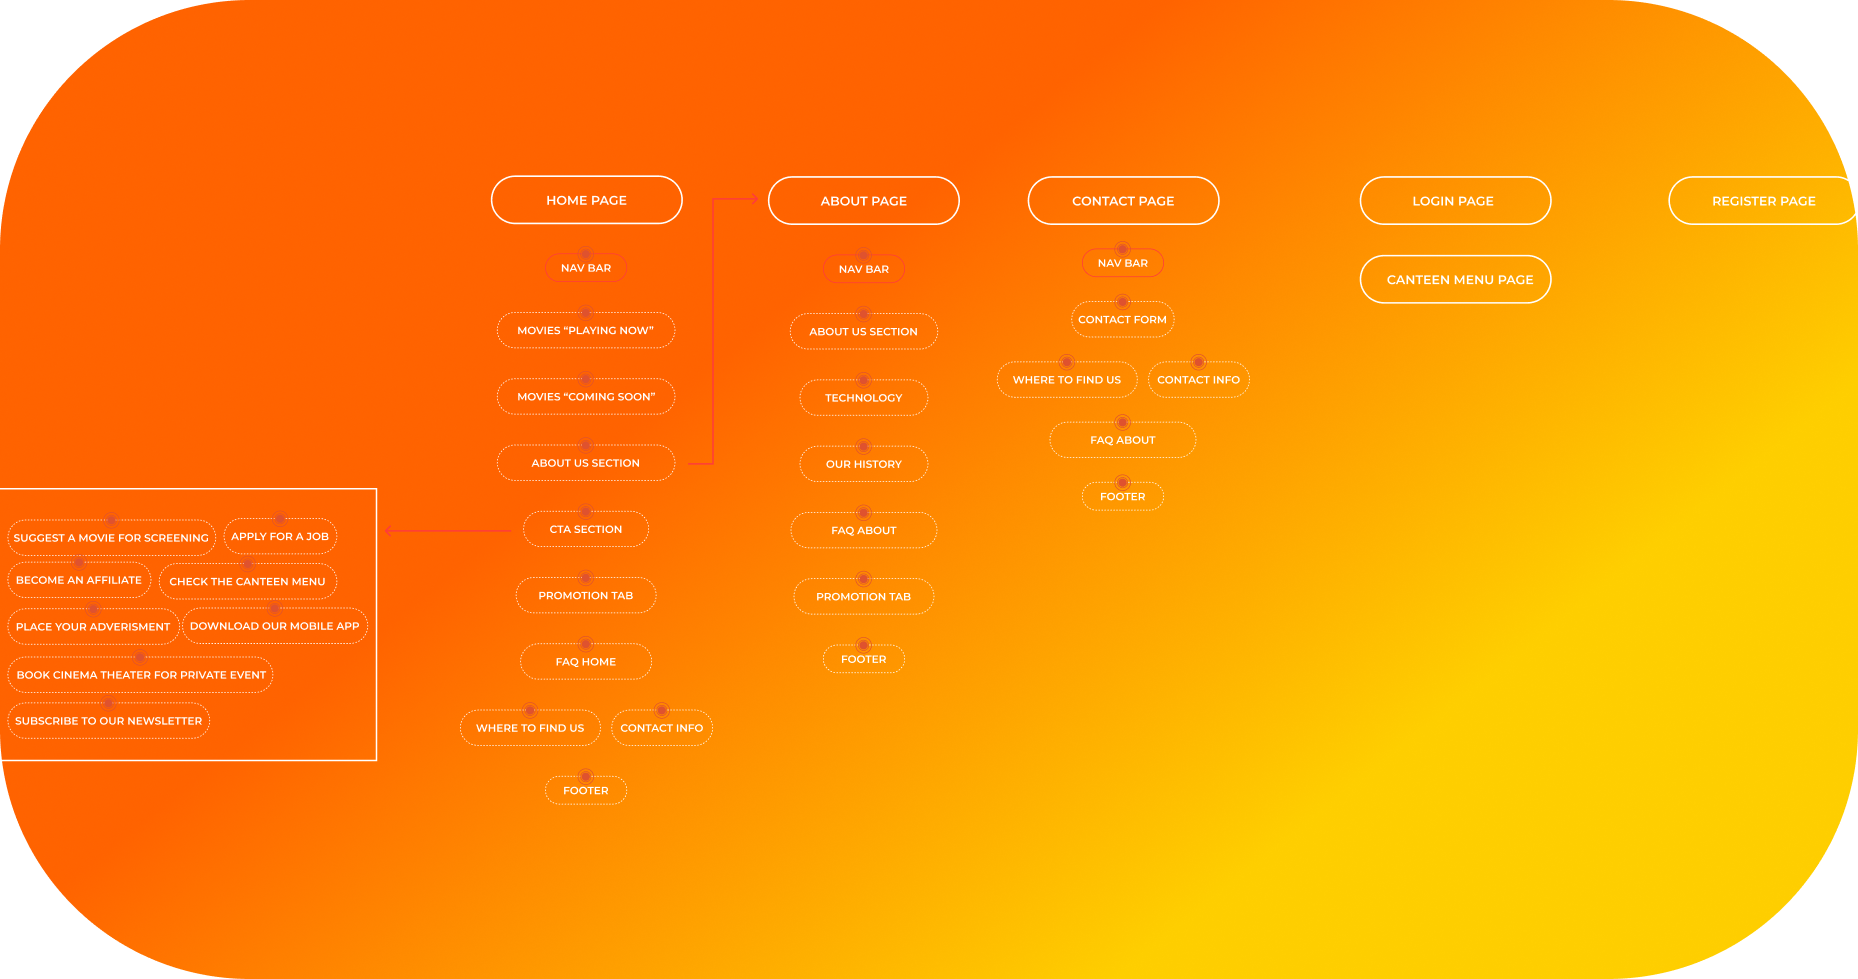 HOME PAGE
NAV BAR
MOVIES “PLAYING NOW”
MOVIES “COMING SOON”
ABOUT US SECTION
CTA SECTION
PROMOTION TAB
FAQ HOME
WHERE TO FIND US
CONTACT INFO
FOOTER
SUGGEST A MOVIE FOR SCREENING
APPLY FOR A JOB
BECOME AN AFFILIATE
CHECK THE CANTEEN MENU
PLACE YOUR ADVERISMENT
DOWNLOAD OUR MOBILE APP
BOOK CINEMA THEATER FOR PRIVATE EVENT
SUBSCRIBE TO OUR NEWSLETTER
ABOUT PAGE
NAV BAR
ABOUT US SECTION
TECHNOLOGY
OUR HISTORY
FAQ ABOUT
PROMOTION TAB
FOOTER
CONTACT PAGE
NAV BAR
CONTACT FORM
WHERE TO FIND US
CONTACT INFO
FAQ ABOUT
FOOTER
LOGIN PAGE
CANTEEN MENU PAGE
REGISTER PAGE